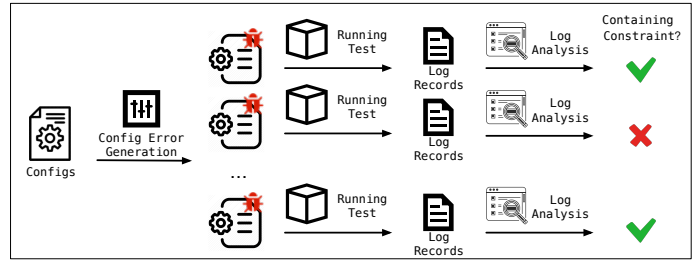 Configs
Config Error
Generation
Running
Test
Log
Records
Log
Analysis
Containing
Constraint?
Running
Test
Log
Records
Log
Analysis
...
Running
Test
Log
Records
Log
Analysis